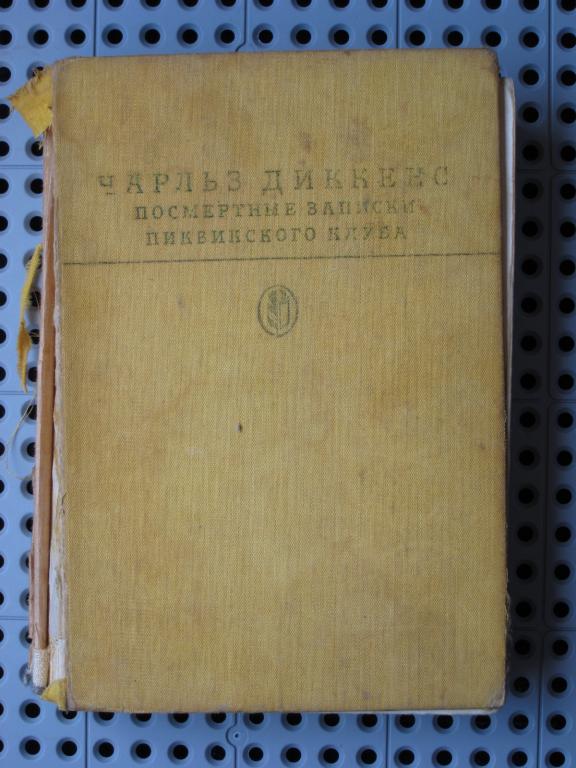 ЧАРЛЬЗ ДИККЕНС
ПОСМЕРТНЫЕ ЗАПИСКИ
ПИКВИКСКОГО КЛУБА